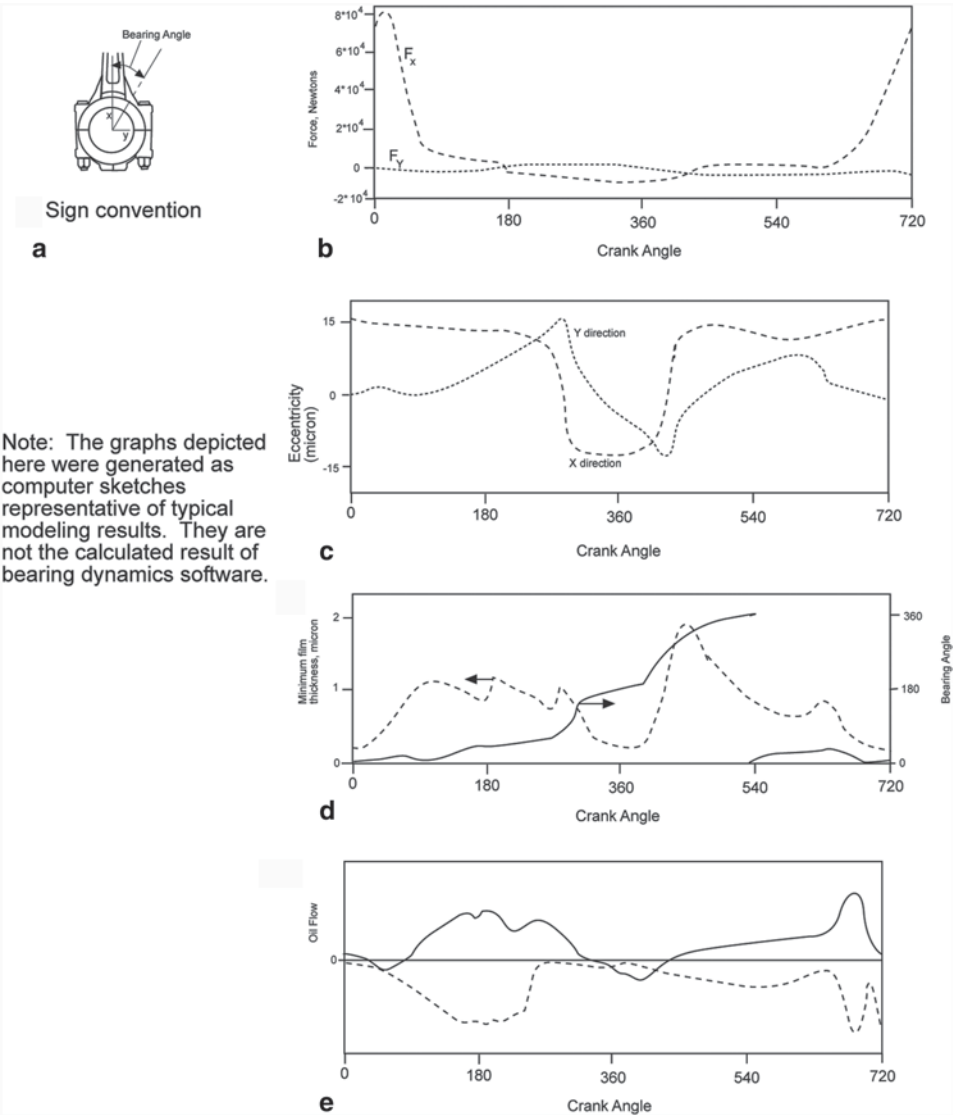 Bearing Angle
x
y
Sign convention
a
8*10⁴
6*10⁴
4*10⁴
2*10⁴
0
-2*10⁴
Force, Newtons
Fx
FY
0 180 360 540 720
Crank Angle
b
15
0
-15
Eccentricity
(micron)
Y direction
X direction
0 180 360 540 720
Crank Angle
c
Note: The graphs depicted
here were generated as
computer sketches
representative of typical
modeling results. They are
not the calculated result of
bearing dynamics software.
2
1
0
Minimum film
thickness, micron
360
180
0
Bearing Angle
0 180 360 540 720
Crank Angle
d
Oil Flow
0
0 180 360 540 720
Crank Angle
e